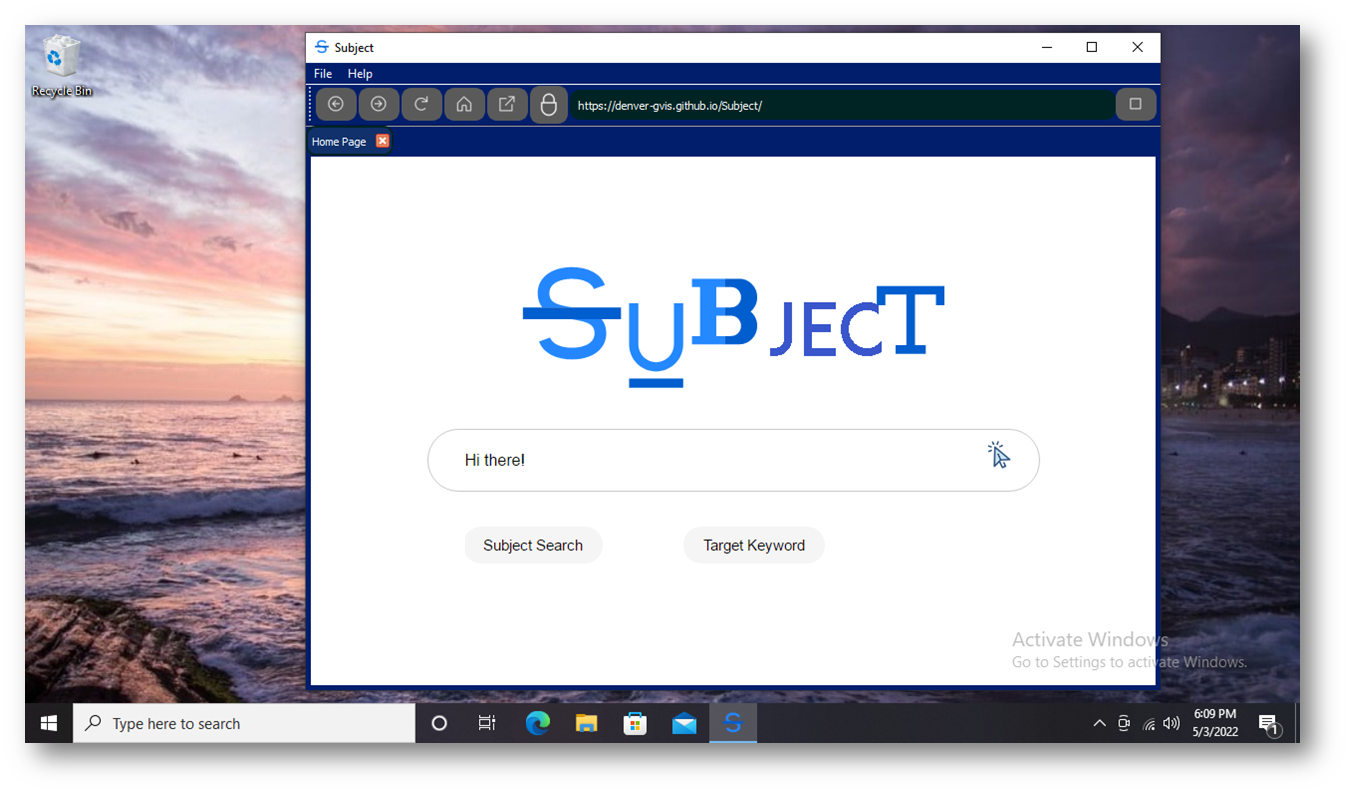 Recycle Bin
Subject
File Help
https://denver-gvis.github.io/Subject/
Home Page
SUBJECT
Hi there!
Subject Search Target Keyword
Activate Windows
Go to Settings to activate Windows.
Type here to search
6:09 PM
5/3/2022
1